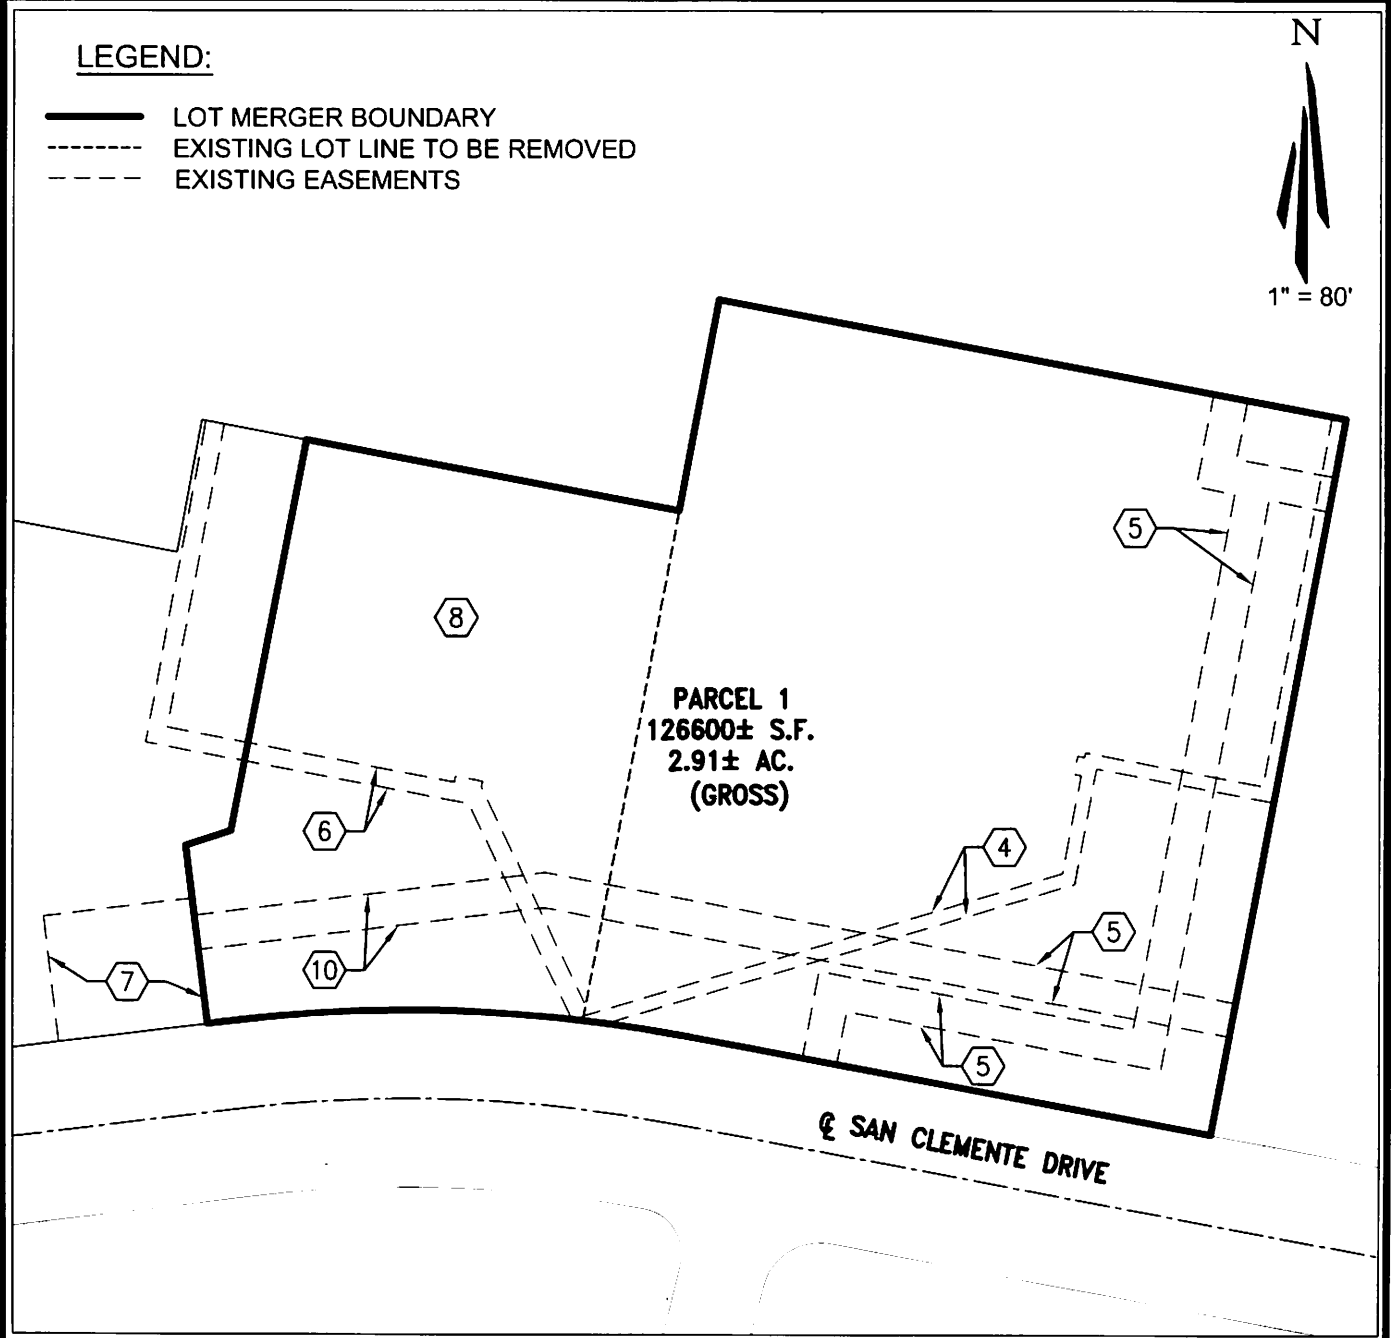 LEGEND:
LOT MERGER BOUNDARY
EXISTING LOT LINE TO BE REMOVED
EXISTING EASEMENTS
N
1" = 80'
5
8
PARCEL 1
126600± S.F.
2.91± AC.
(GROSS)
6
4
5
10
7
5
℄ SAN CLEMENTE DRIVE